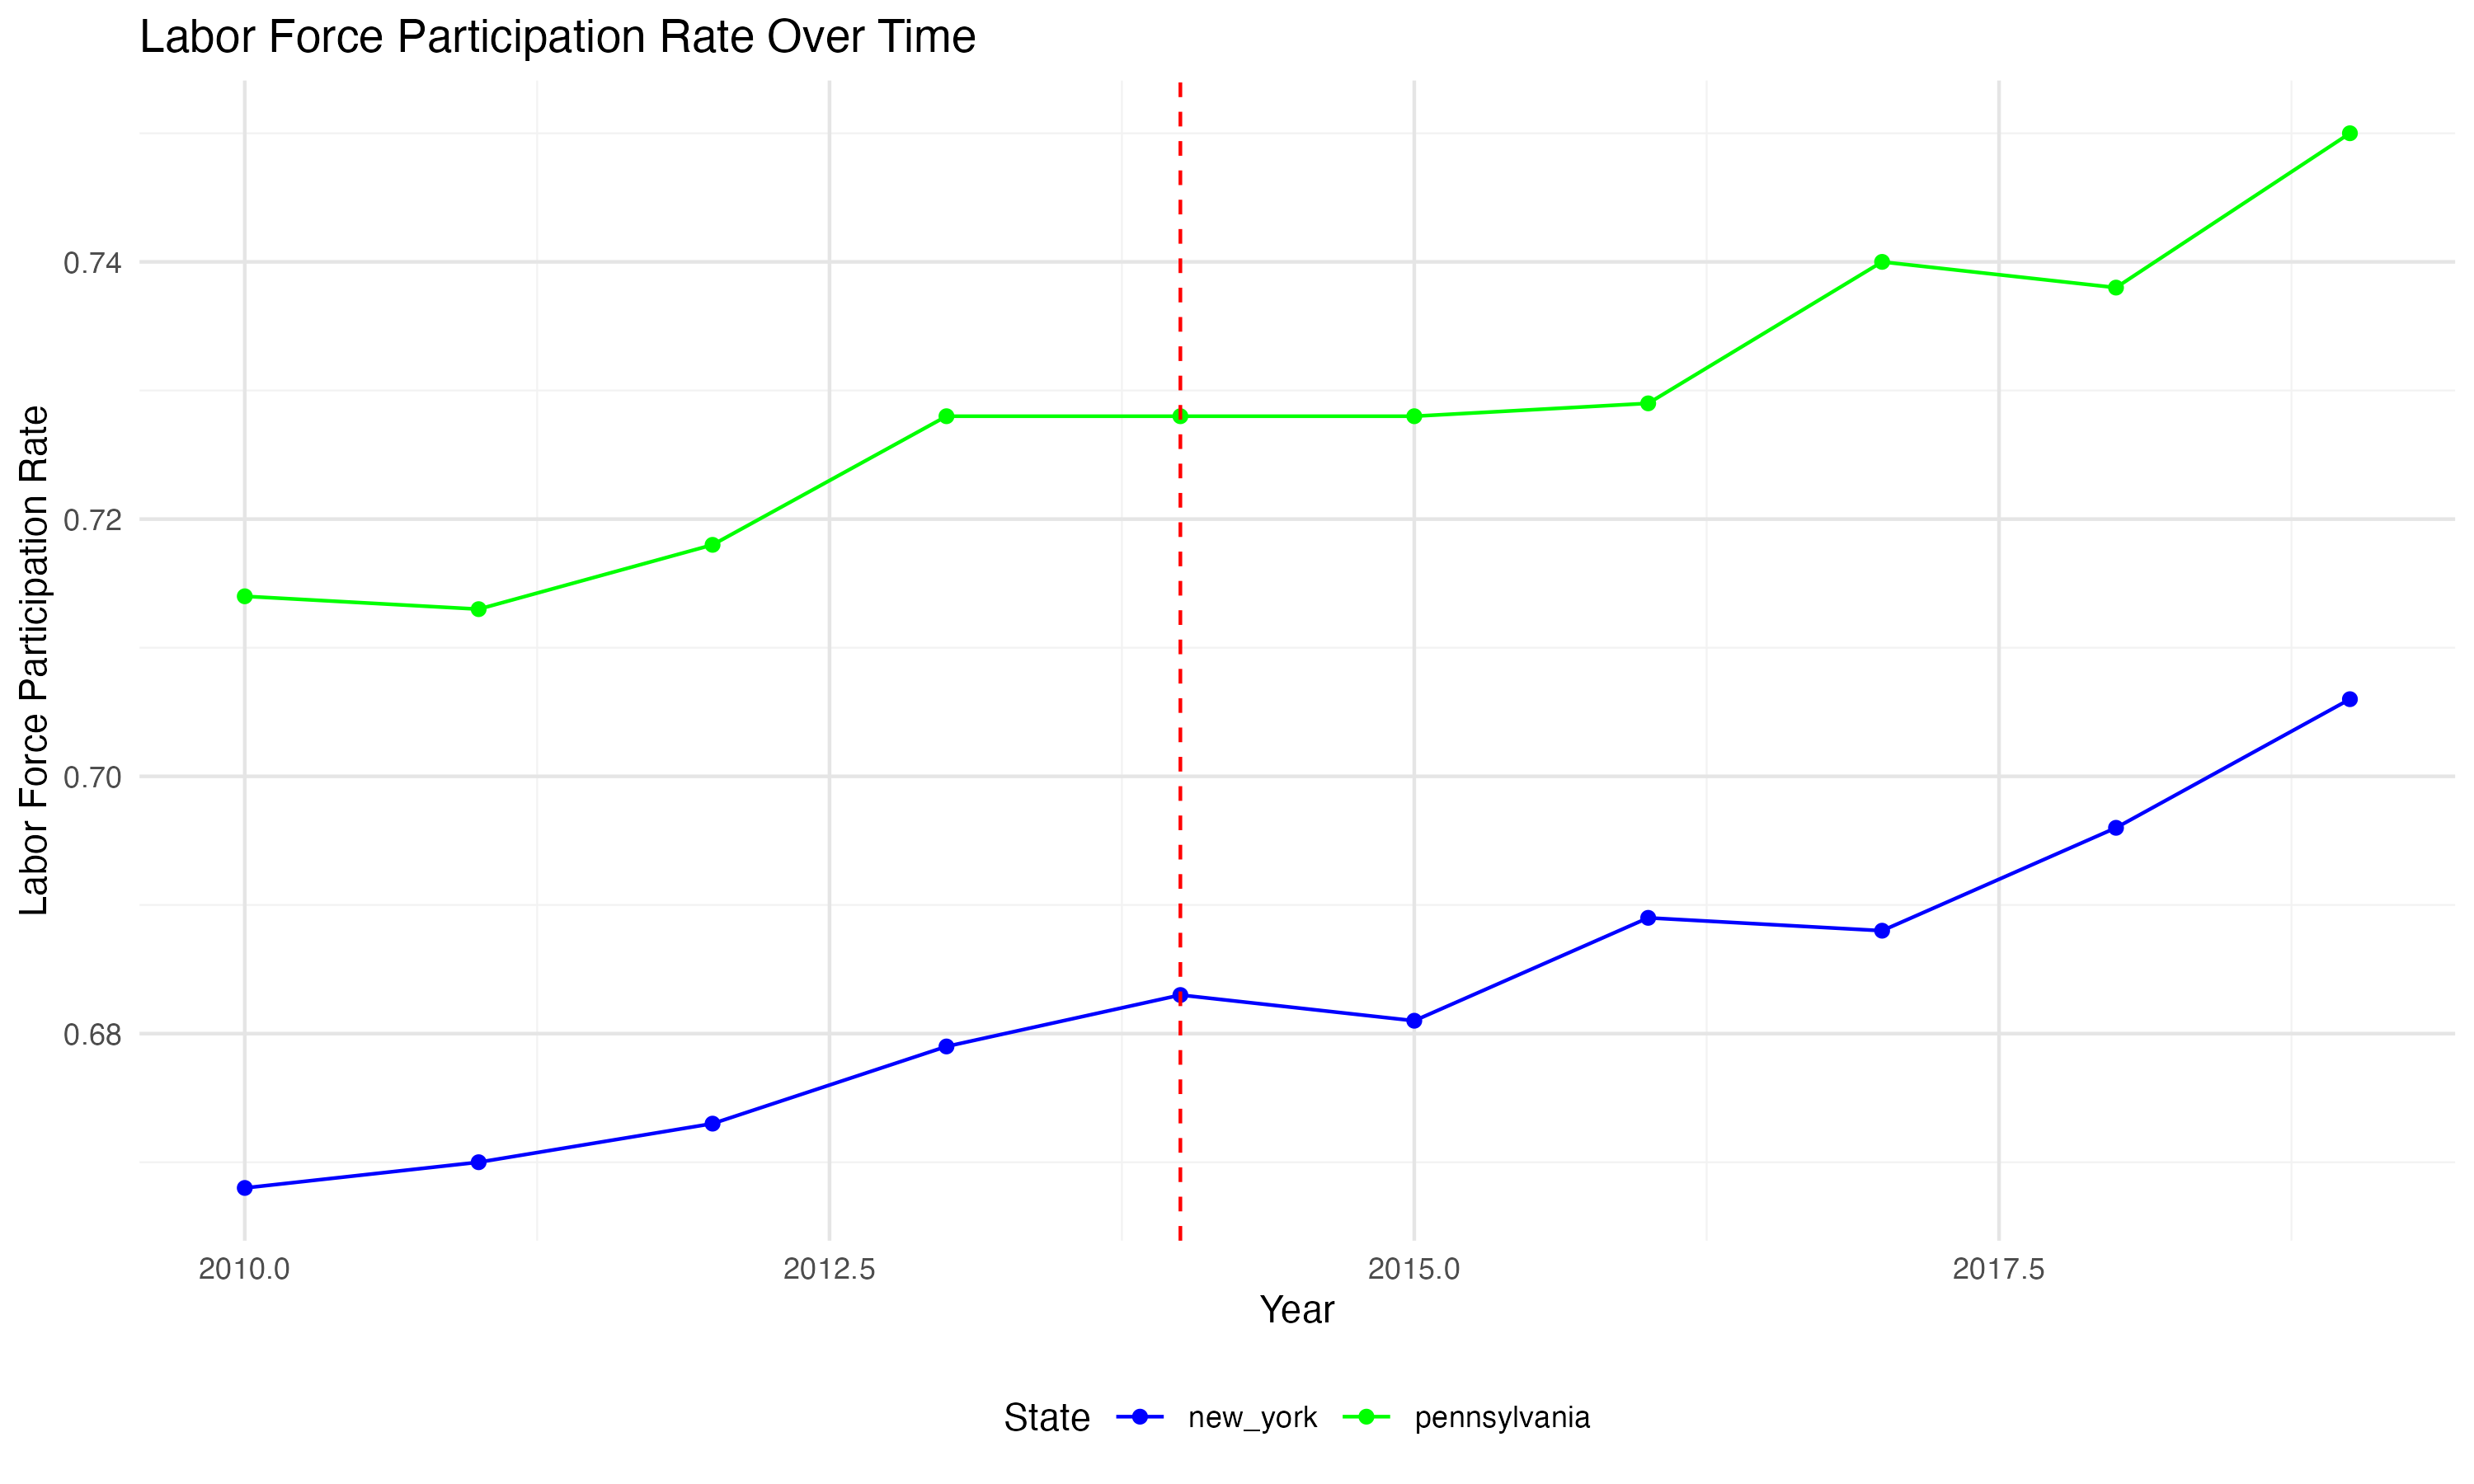 Labor Force Participation Rate Over Time
Labor Force Participation Rate
0.74
0.72
0.70
0.68
2010.0 2012.5 2015.0 2017.5
Year
State new_york pennsylvania